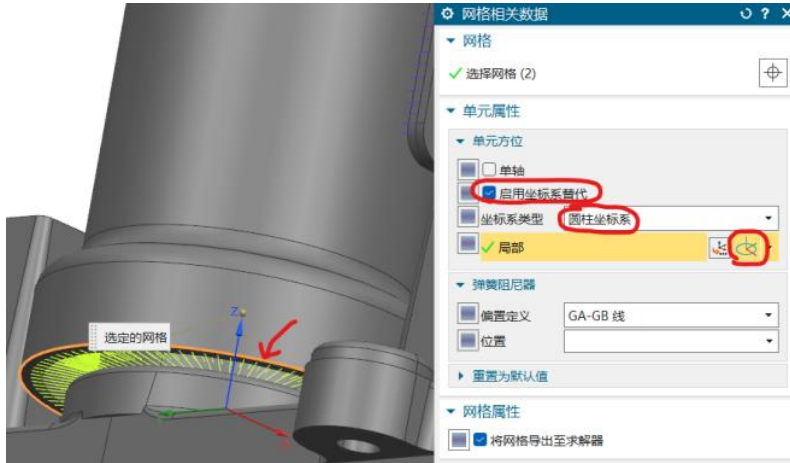 网格相关数据
网格
选择网格 (2)
单元属性
单元方位
单轴
启用坐标系替代
坐标系类型 圆柱坐标系
局部
弹簧阻尼器
偏置定义 GA-GB 线
位置
重置为默认值
网格属性
将网格导出至求解器
选定的网格
Z